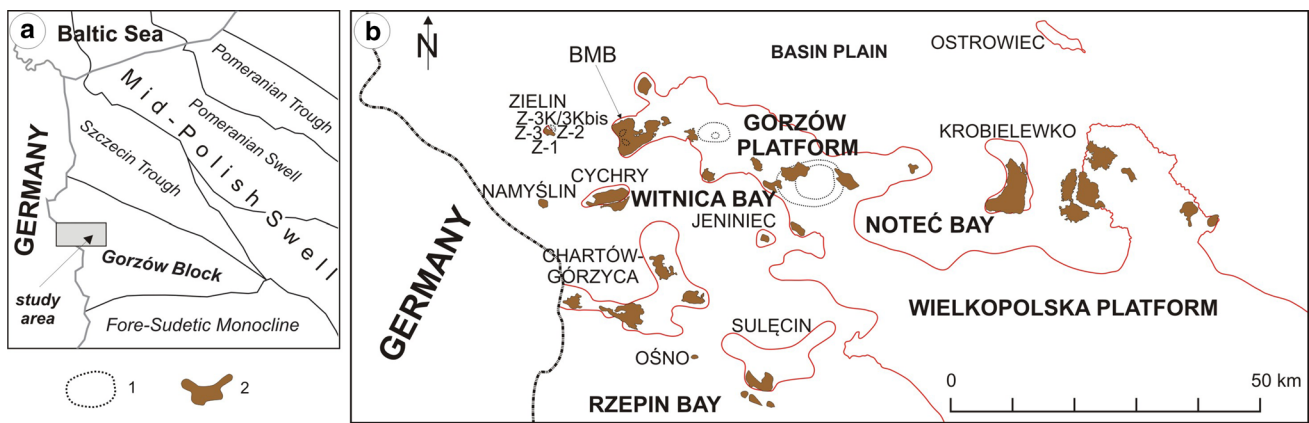 a
Baltic Sea
Pomeranian Trough
Mid-Polish Swell
Pomeranian Swell
Szczecin Trough
GERMANY
Gorzów Block
study
area
Fore-Sudetic Monocline
1
2
b
N
BASIN PLAIN
OSTROWIEC
BMB
ZIELIN
Z-3K/3Kbis
Z-3 Z-2
Z-1
GORZÓW
PLATFORM
KROBIELEWKO
CYCHRY
NAMYŚLIN
WITNICA BAY
JENINIEC
NOTEĆ BAY
GERMANY
CHARTÓW-
GÓRZYCA
WIELKOPOLSKA PLATFORM
SULĘCIN
OŚNO
RZEPIN BAY
0
50 km